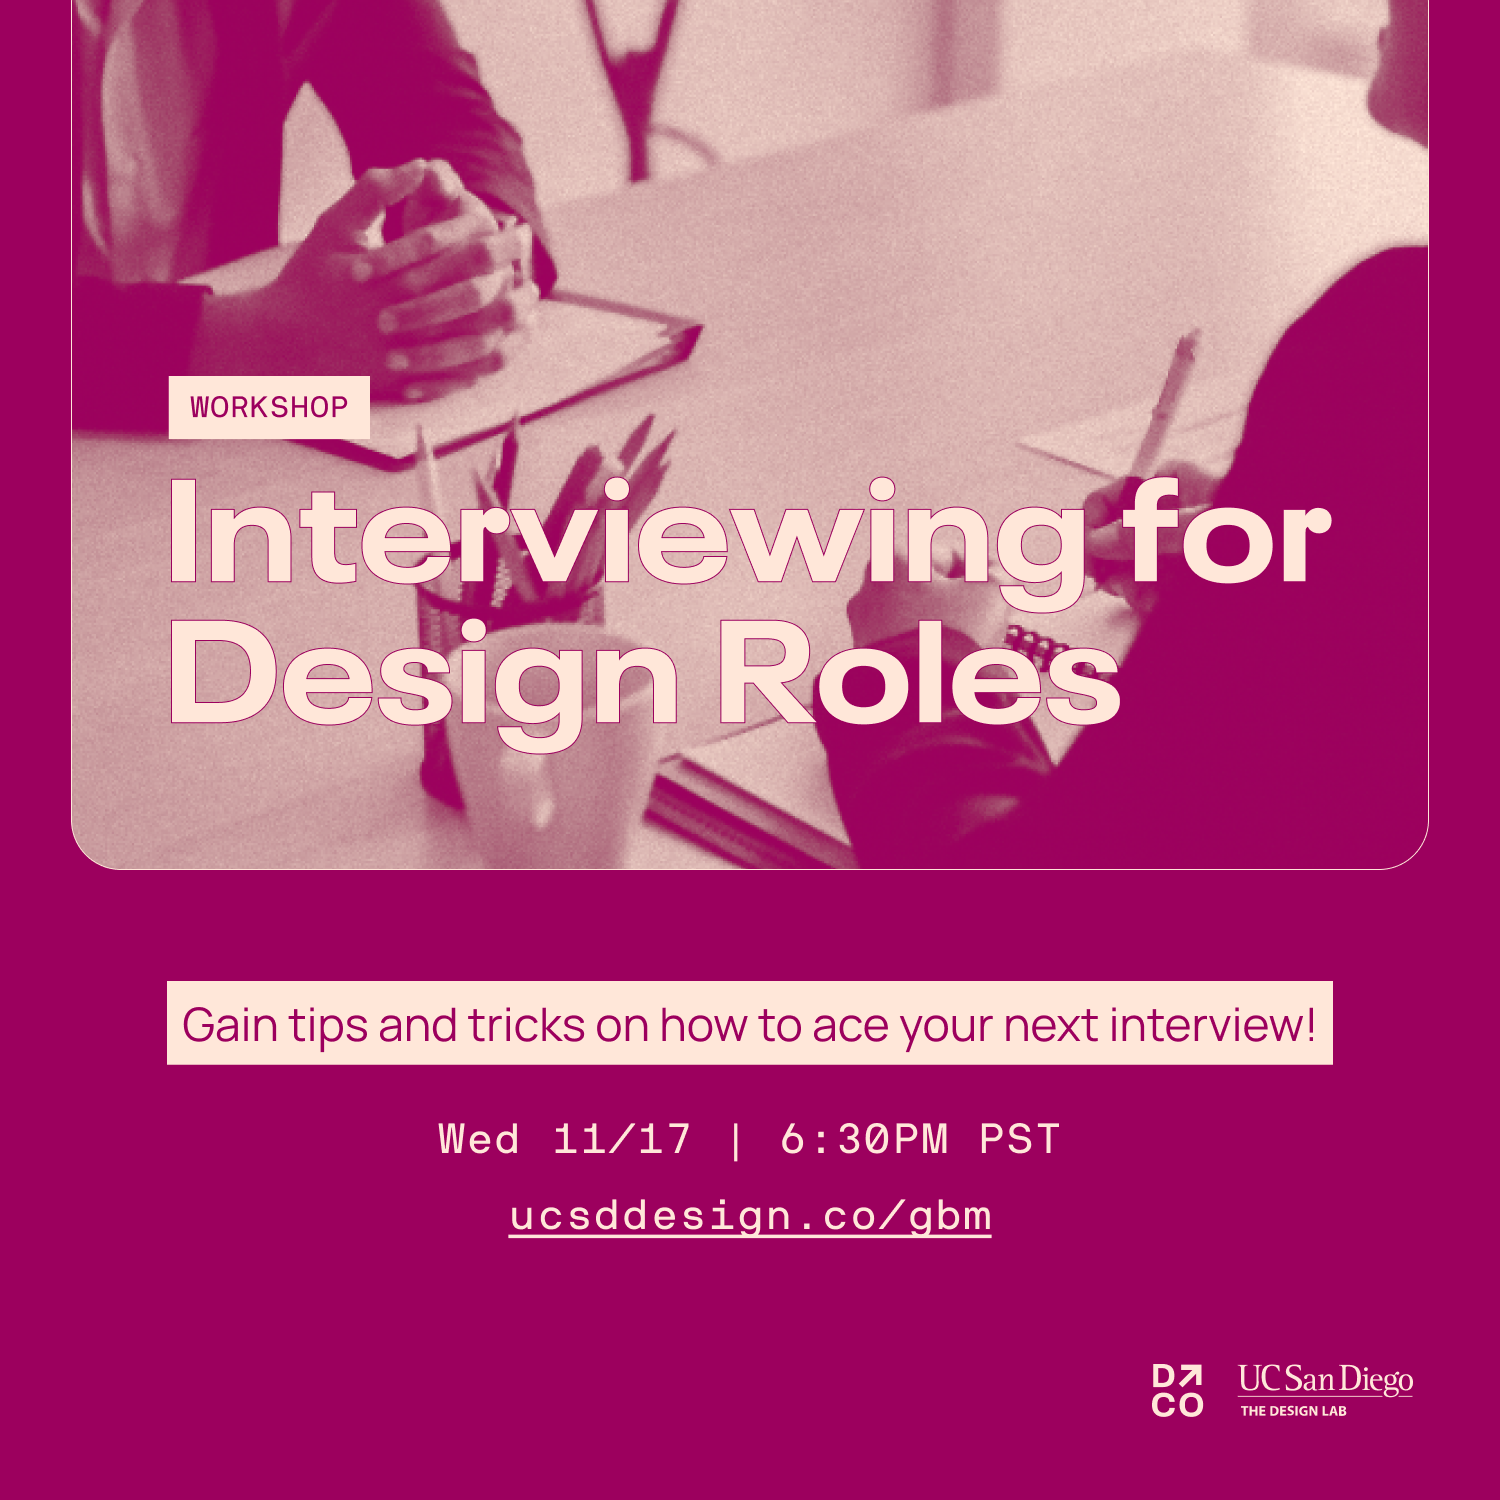 WORKSHOP
Interviewing for
Design Roles
Gain tips and tricks on how to ace your next interview!
Wed 11/17 | 6:30PM PST
ucsddesign.co/gbm
D↗
CO
UC San Diego
THE DESIGN LAB